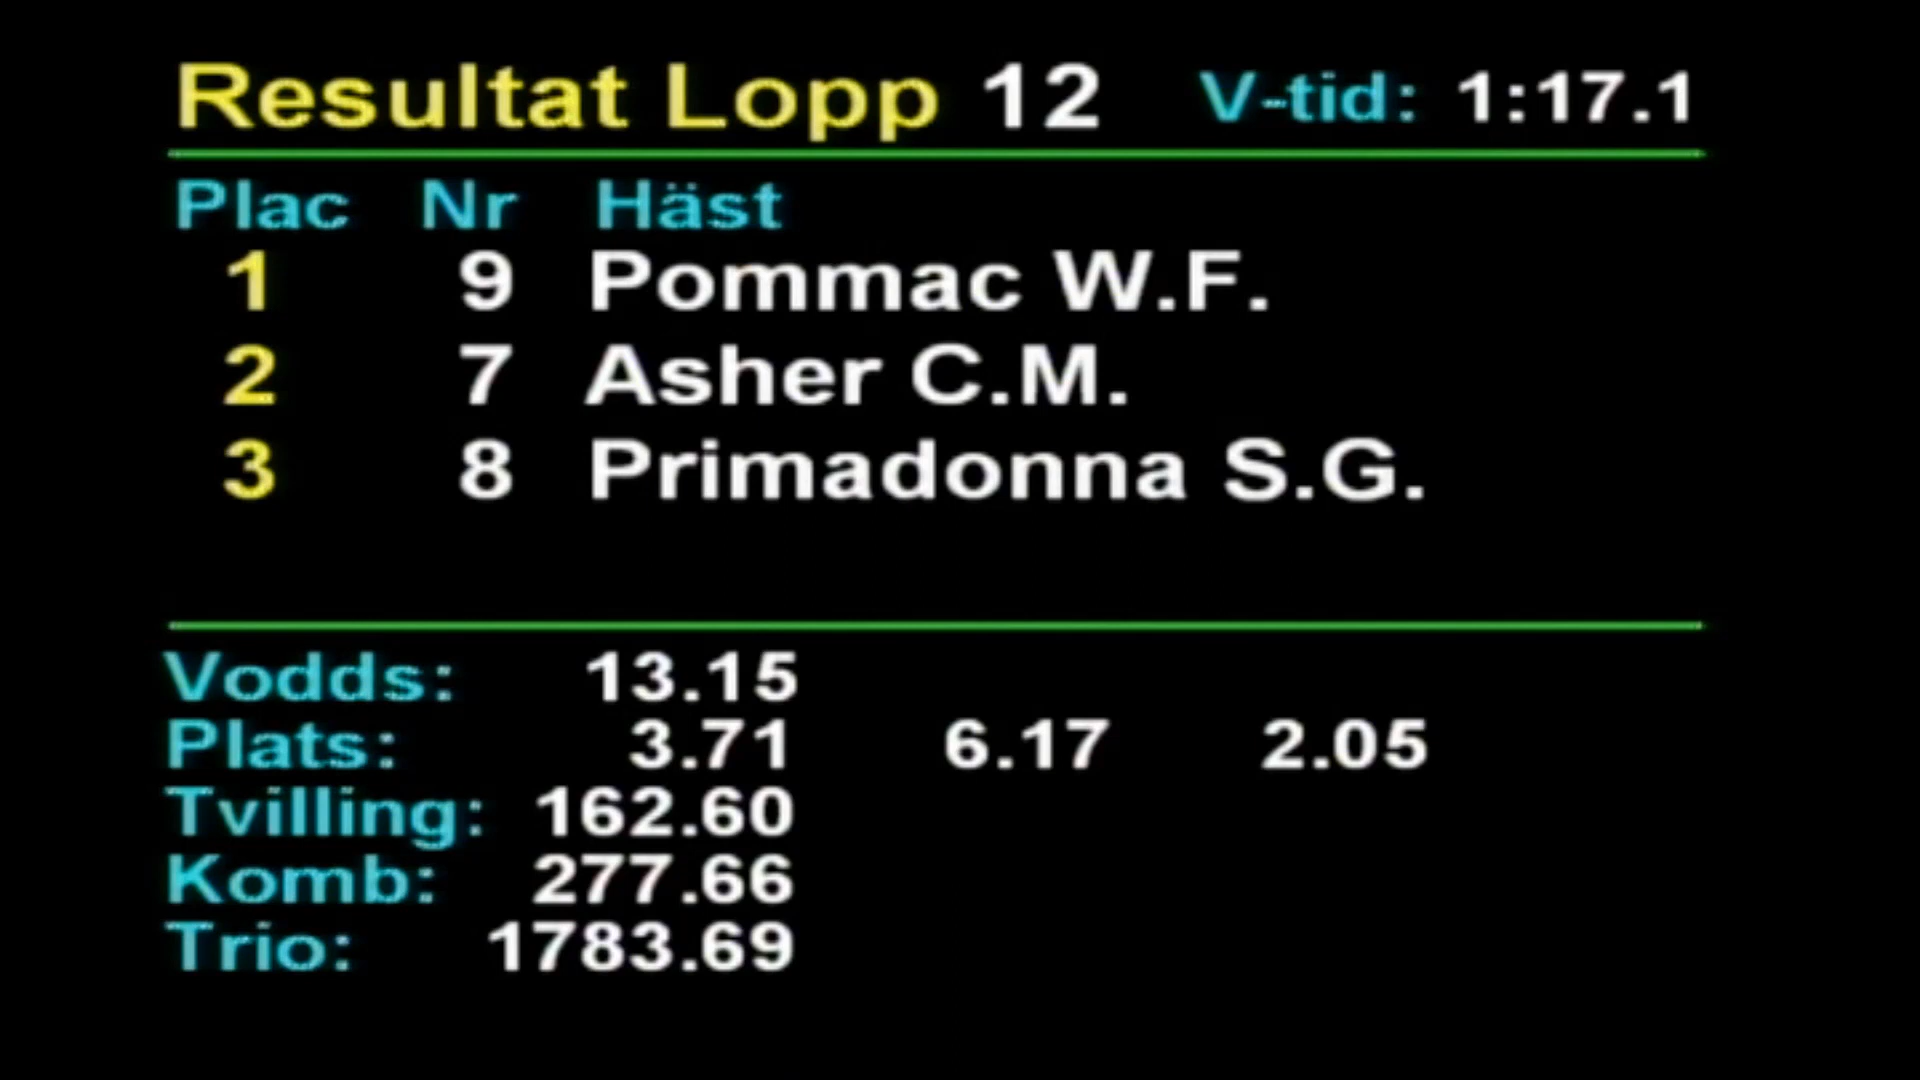 Resultat Lopp 12 V-tid: 1:17.1
Plac Nr Häst
1 9 Pommac W.F.
2 7 Asher C.M.
3 8 Primadonna S.G.
Vodds: 13.15
Plats: 3.71 6.17 2.05
Tvilling: 162.60
Komb: 277.66
Trio: 1783.69